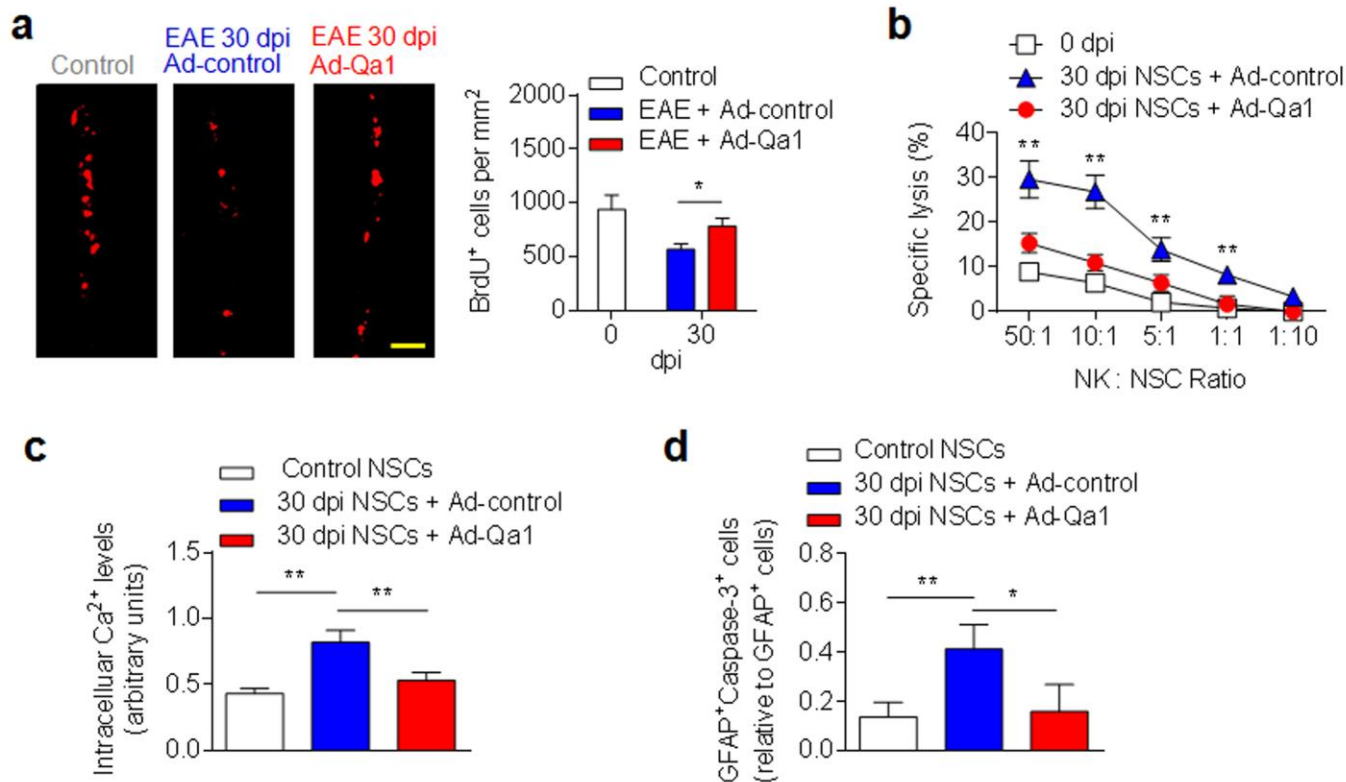 a
Control
EAE 30 dpi
Ad-control
EAE 30 dpi
Ad-Qa1
BrdU⁺ cells per mm²
2000
1500
1000
500
0
Control
EAE + Ad-control
EAE + Ad-Qa1
*
0
30
dpi
b
0 dpi
30 dpi NSCs + Ad-control
30 dpi NSCs + Ad-Qa1
Specific lysis (%)
40
30
20
10
0
**
**
**
**
50:1
10:1
5:1
1:1
1:10
NK : NSC Ratio
c
Control NSCs
30 dpi NSCs + Ad-control
30 dpi NSCs + Ad-Qa1
Intracelluar Ca²⁺ levels
(arbitrary units)
1.5
1.0
0.5
0.0
**
**
d
Control NSCs
30 dpi NSCs + Ad-control
30 dpi NSCs + Ad-Qa1
GFAP⁺Caspase-3⁺ cells
(relative to GFAP⁺ cells)
0.8
0.6
0.4
0.2
0.0
**
*